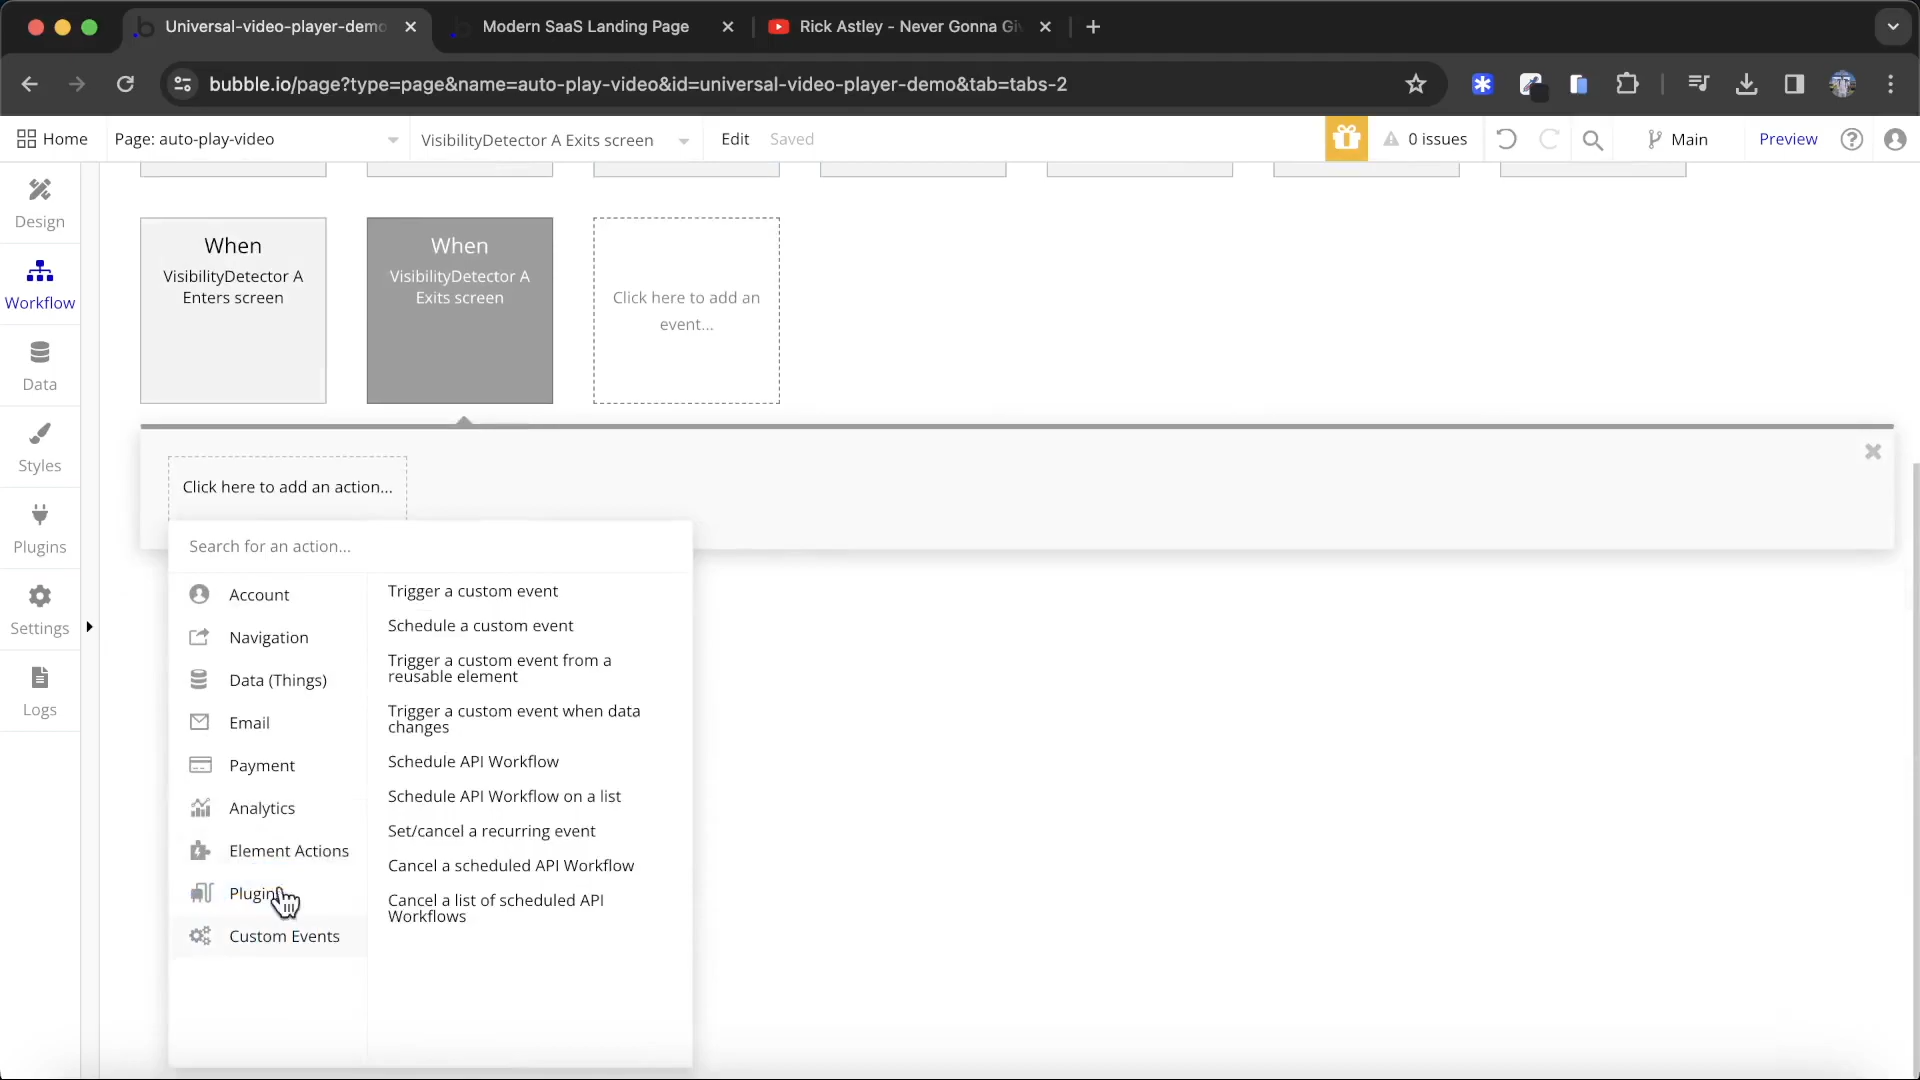 Universal-video-player-demo
Modern SaaS Landing Page
Rick Astley - Never Gonna Gi
bubble.io/page?type=page&name=auto-play-video&id=universal-video-player-demo&tab=tabs-2
Home
Page: auto-play-video
VisibilityDetector A Exits screen
Edit
Saved
0 issues
Main
Preview
Design
Workflow
Data
Styles
Plugins
Settings
Logs
When
VisibilityDetector A
Enters screen
When
VisibilityDetector A
Exits screen
Click here to add an
event...
Click here to add an action...
Search for an action...
Account
Navigation
Data (Things)
Email
Payment
Analytics
Element Actions
Plugin
Custom Events
Trigger a custom event
Schedule a custom event
Trigger a custom event from a
reusable element
Trigger a custom event when data
changes
Schedule API Workflow
Schedule API Workflow on a list
Set/cancel a recurring event
Cancel a scheduled API Workflow
Cancel a list of scheduled API
Workflows